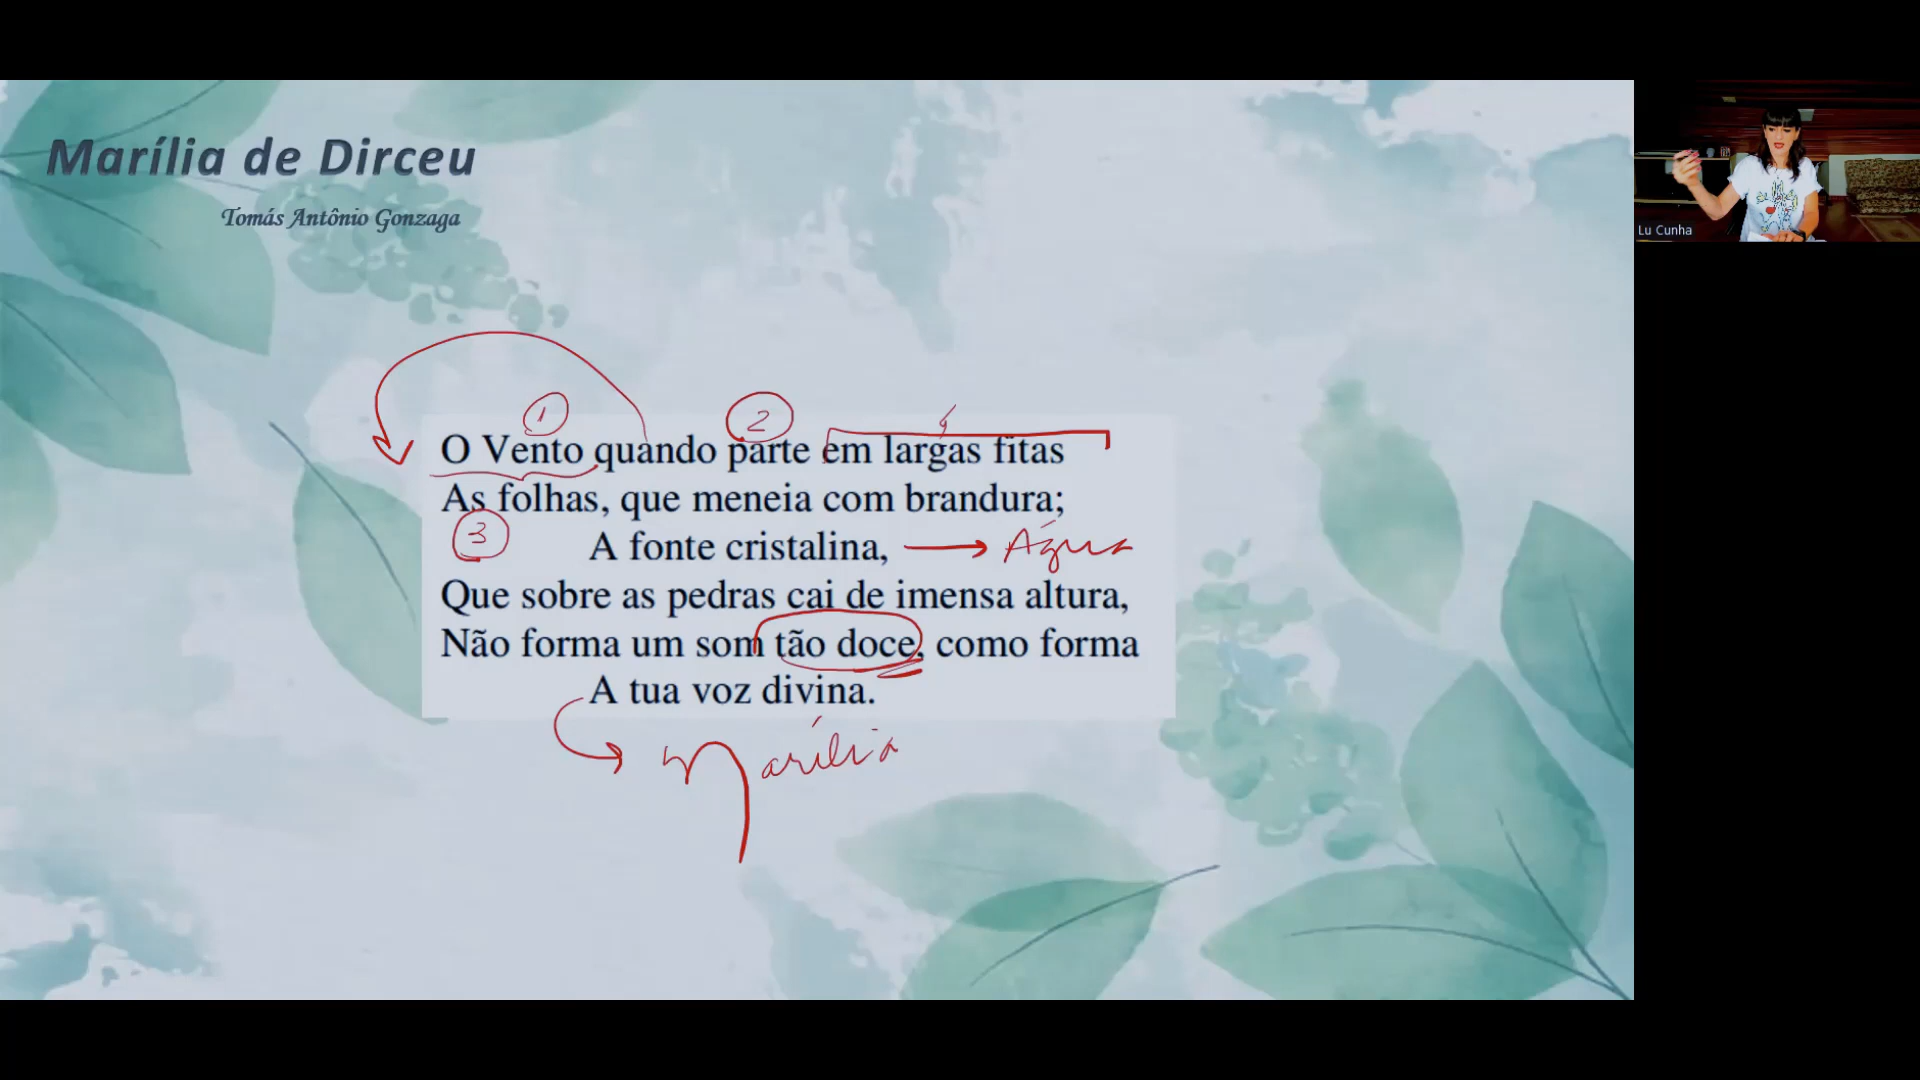 Marília de Dirceu
Tomás Antônio Gonzaga
Lu Cunha
1 2 4
O Vento quando parte em largas fitas
As folhas, que meneia com brandura;
3
A fonte cristalina, Água
Que sobre as pedras cai de imensa altura,
Não forma um som tão doce, como forma
A tua voz divina.
Marília